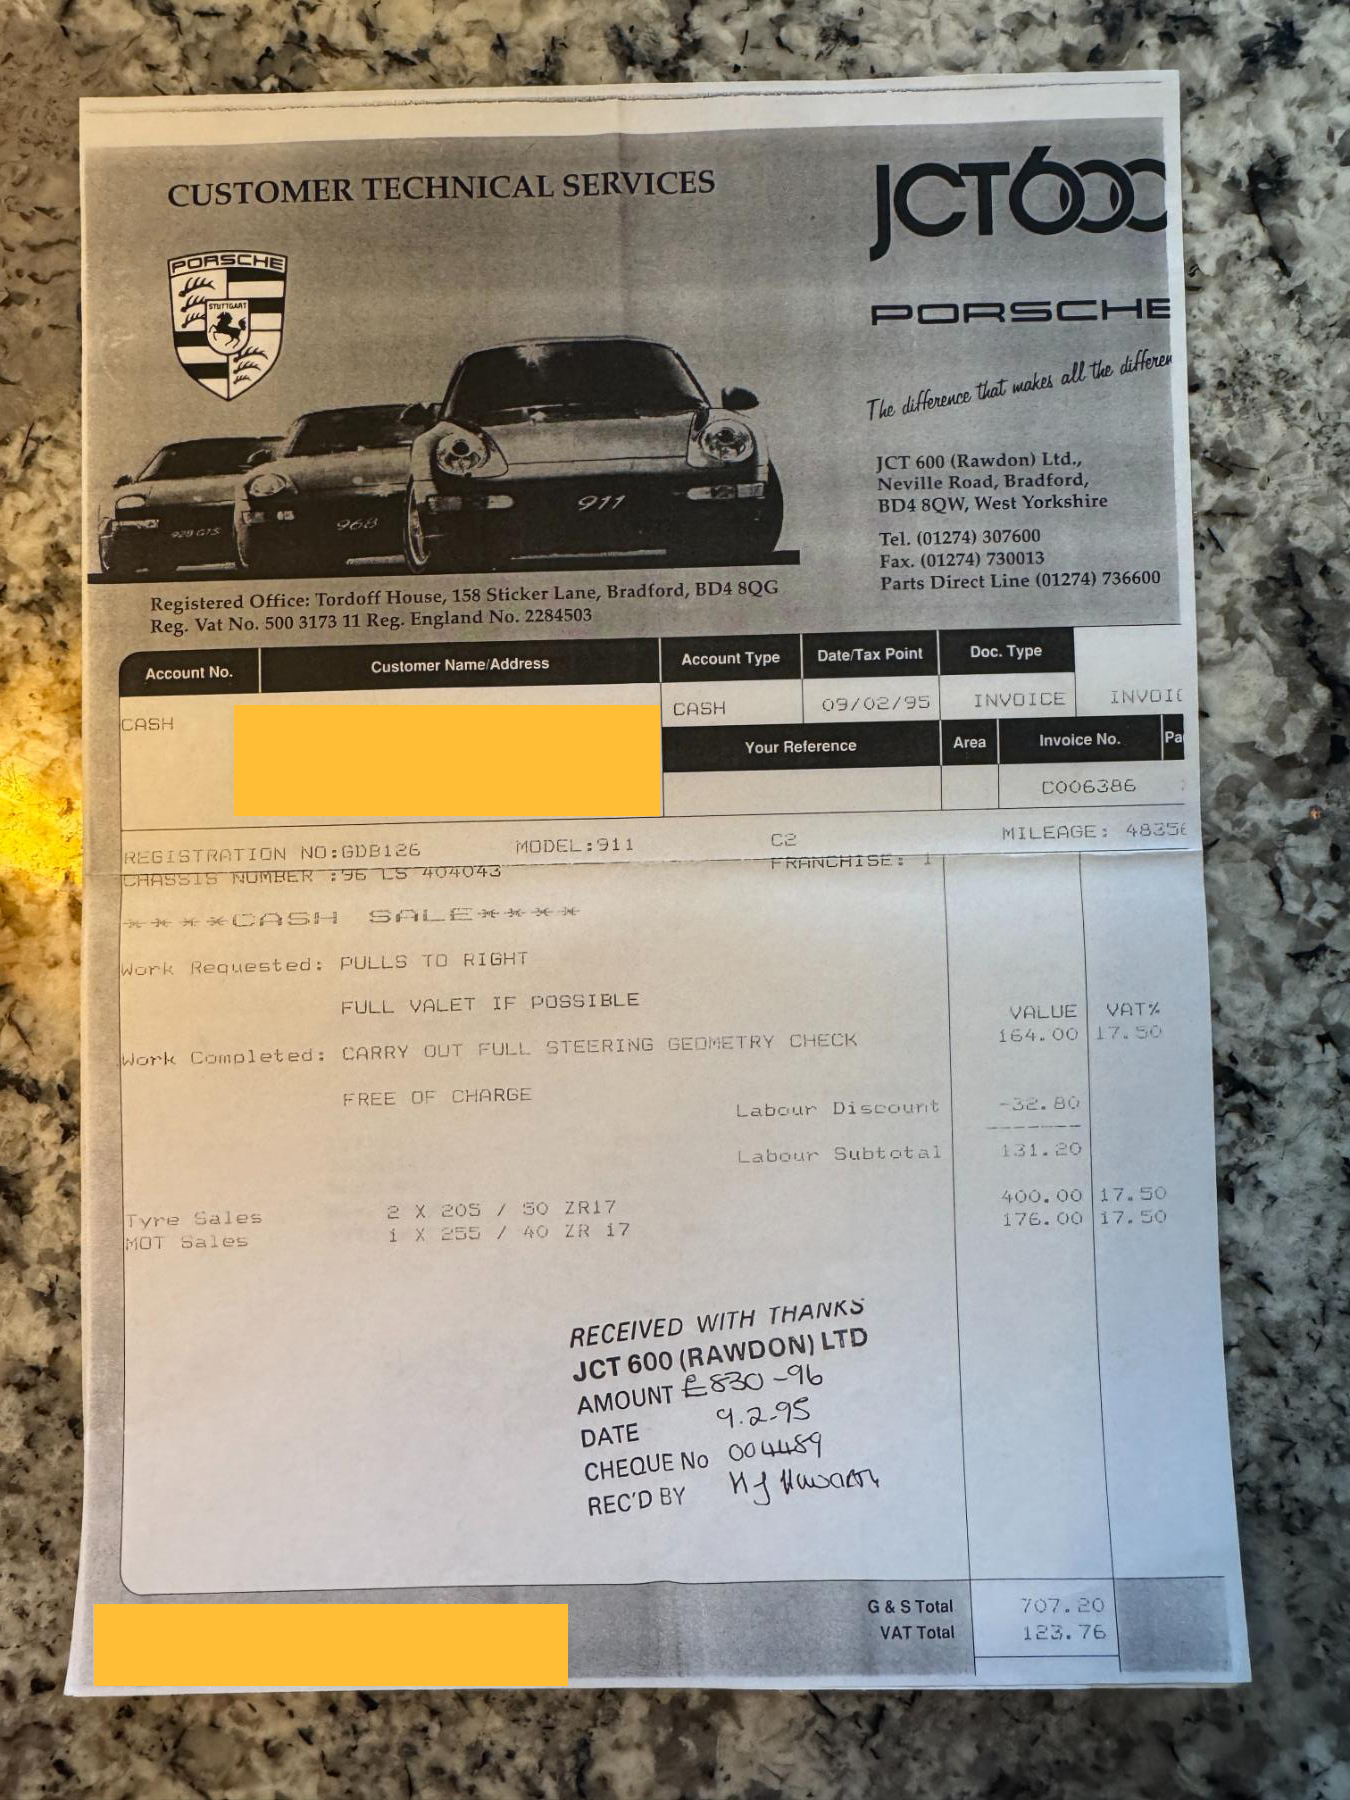 CUSTOMER TECHNICAL SERVICES
JCT600
PORSCHE
STUTTGART
PORSCHE
The difference that makes all the differen
928 GTS
968
911
JCT 600 (Rawdon) Ltd.,
Neville Road, Bradford,
BD4 8QW, West Yorkshire
Tel. (01274) 307600
Fax. (01274) 730013
Parts Direct Line (01274) 736600
Registered Office: Tordoff House, 158 Sticker Lane, Bradford, BD4 8QG
Reg. Vat No. 500 3173 11 Reg. England No. 2284503
Account No. Customer Name/Address Account Type Date/Tax Point Doc. Type
CASH CASH 09/02/95 INVOICE INVOIC
Your Reference Area Invoice No. Pa
C006386
REGISTRATION NO:GDB126 MODEL:911 C2 MILEAGE: 48356
CHASSIS NUMBER :96 LS 404043 FRANCHISE: 1
****CASH SALE****
Work Requested: PULLS TO RIGHT
FULL VALET IF POSSIBLE
VALUE VAT%
Work Completed: CARRY OUT FULL STEERING GEOMETRY CHECK 164.00 17.50
FREE OF CHARGE
Labour Discount -32.80
-------
Labour Subtotal 131.20
Tyre Sales 2 X 205 / 50 ZR17 400.00 17.50
MOT Sales 1 X 255 / 40 ZR 17 176.00 17.50
RECEIVED WITH THANKS
JCT 600 (RAWDON) LTD
AMOUNT £830-96
DATE 9.2.95
CHEQUE No 004489
REC'D BY H J Haworth
G & S Total 707.20
VAT Total 123.76